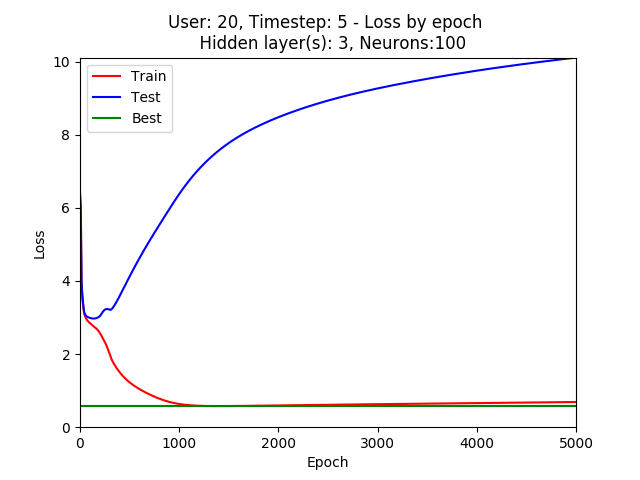 User: 20, Timestep: 5 - Loss by epoch
Hidden layer(s): 3, Neurons:100
Train
Test
Best
Loss
10
8
6
4
2
0
0 1000 2000 3000 4000 5000
Epoch